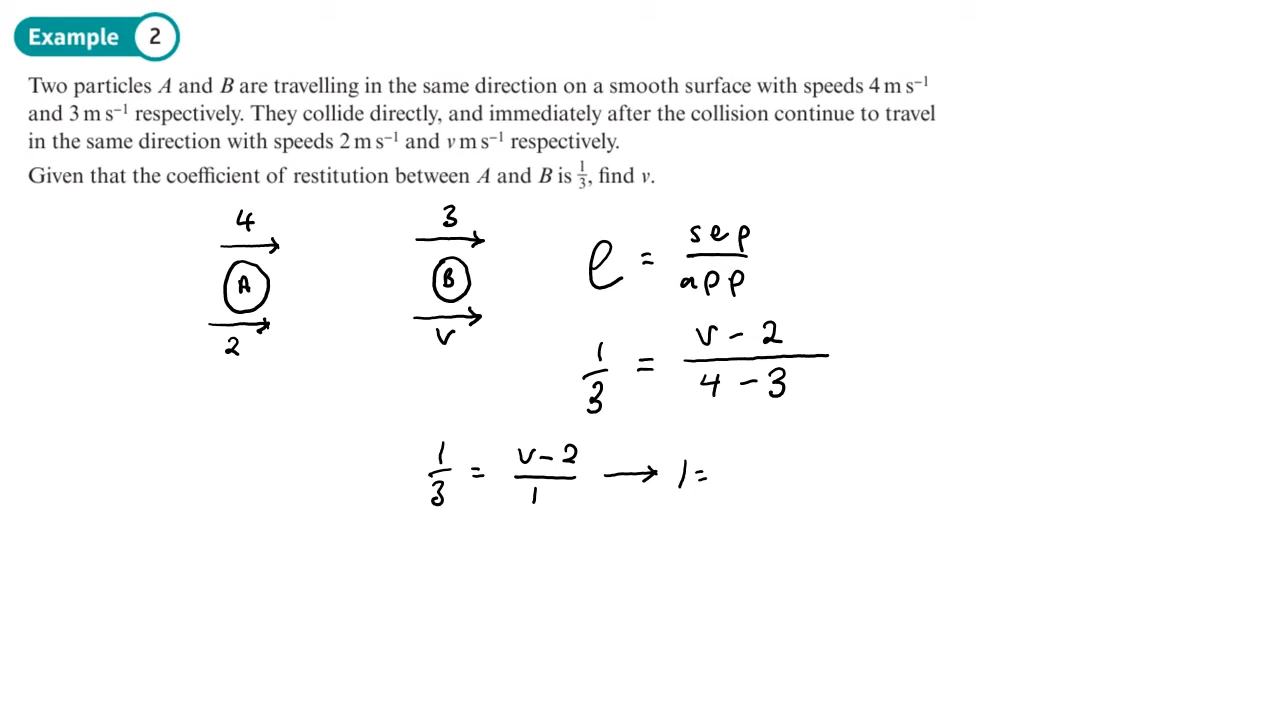 Example 2
Two particles A and B are travelling in the same direction on a smooth surface with speeds 4 m s⁻¹
and 3 m s⁻¹ respectively. They collide directly, and immediately after the collision continue to travel
in the same direction with speeds 2 m s⁻¹ and v m s⁻¹ respectively.
Given that the coefficient of restitution between A and B is 1/3, find v.
4 3
A B
2 v
e = sep/app
1/3 = (v - 2)/(4 - 3)
1/3 = (v - 2)/1 → 1 =